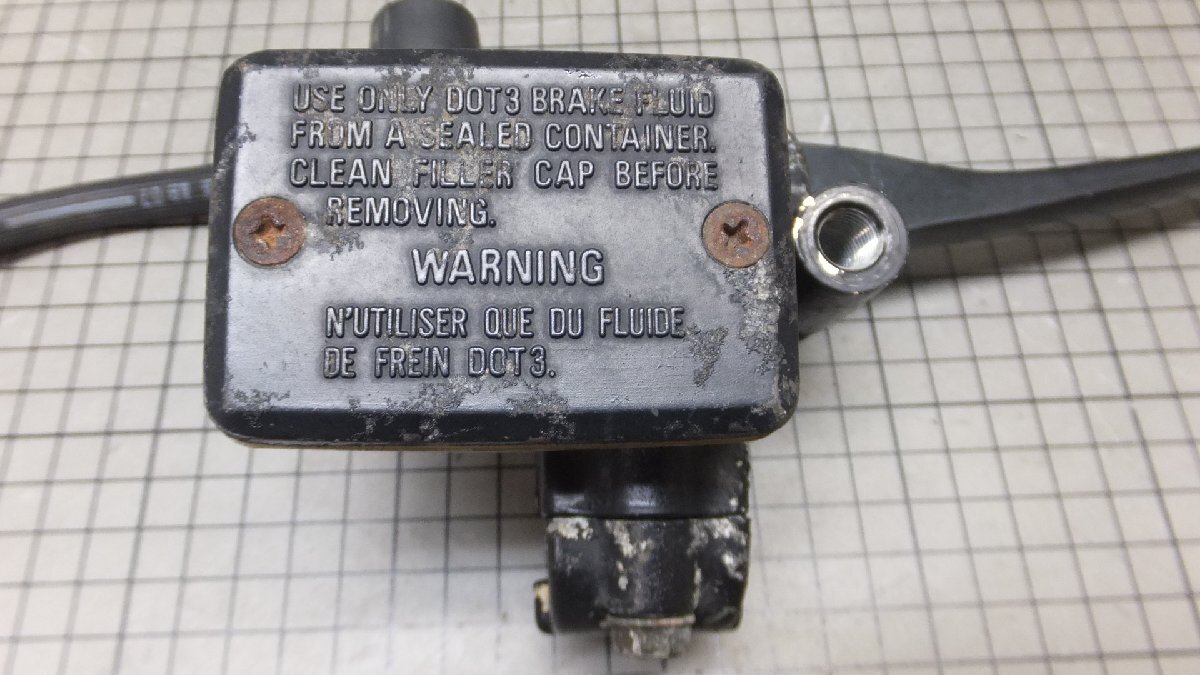 USE ONLY DOT3 BRAKE FLUID
FROM A SEALED CONTAINER.
CLEAN FILLER CAP BEFORE
REMOVING.
WARNING
N'UTILISER QUE DU FLUIDE
DE FREIN DOT3.